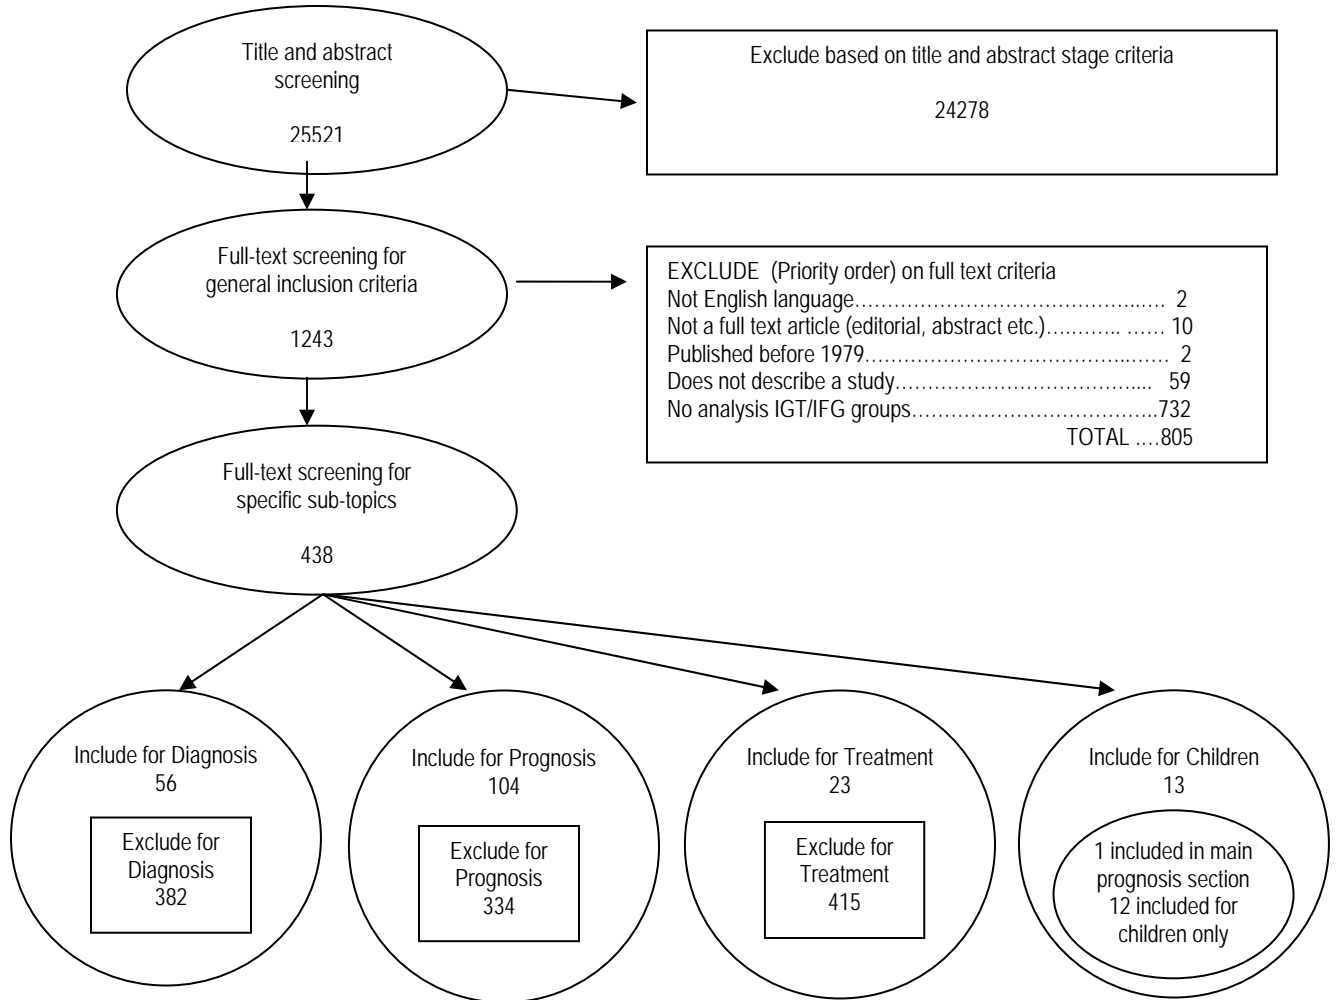 Title and abstract
screening
25521
Exclude based on title and abstract stage criteria
24278
Full-text screening for
general inclusion criteria
1243
EXCLUDE (Priority order) on full text criteria
Not English language……………………………………..…. 2
Not a full text article (editorial, abstract etc.)…..…….. …… 10
Published before 1979…………………………………..…… 2
Does not describe a study……………………………….... 59
No analysis IGT/IFG groups……………………………….732
TOTAL ….805
Full-text screening for
specific sub-topics
438
Include for Diagnosis
56
Exclude for
Diagnosis
382
Include for Prognosis
104
Exclude for
Prognosis
334
Include for Treatment
23
Exclude for
Treatment
415
Include for Children
13
1 included in main
prognosis section
12 included for
children only